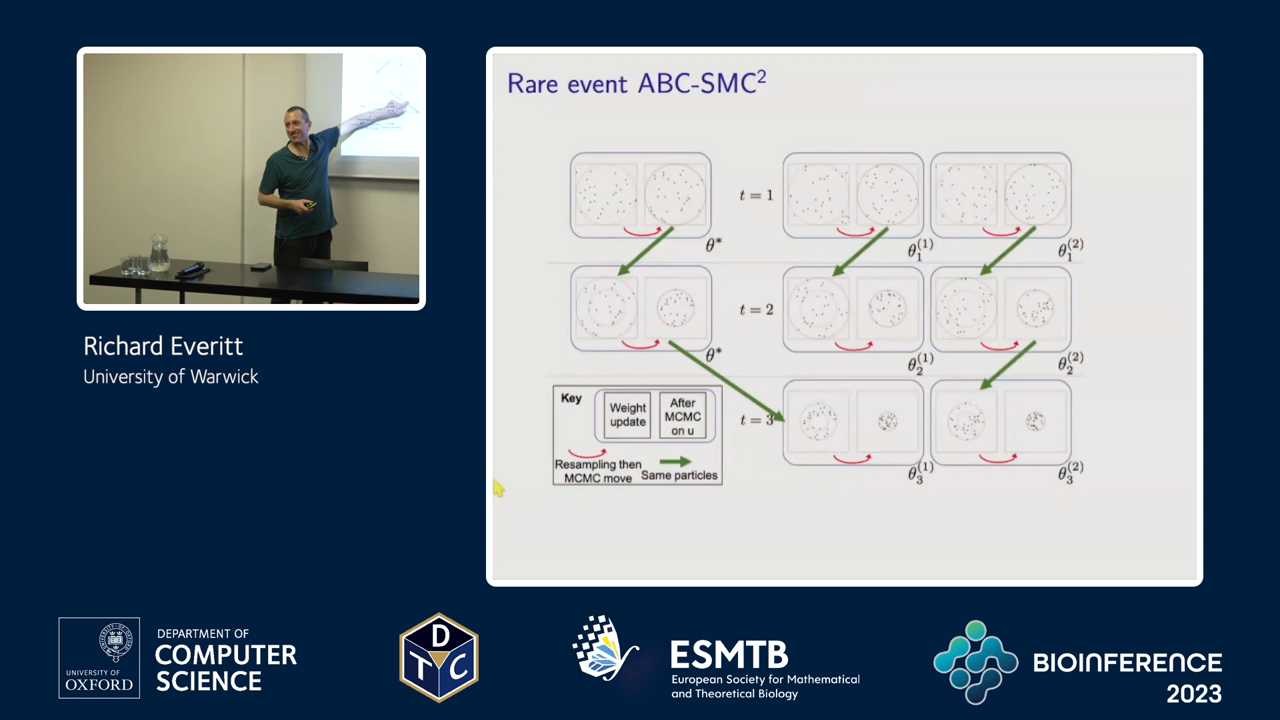 Rare event ABC-SMC²
t = 1
θ*
θ₁⁽¹⁾
θ₁⁽²⁾
t = 2
θ*
θ₂⁽¹⁾
θ₂⁽²⁾
Key
Weight
update
After
MCMC
on u
Resampling then
MCMC move
Same particles
t = 3
θ₃⁽¹⁾
θ₃⁽²⁾
Richard Everitt
University of Warwick
UNIVERSITY OF
OXFORD
DEPARTMENT OF
COMPUTER
SCIENCE
D
T
C
ESMTB
European Society for Mathematical
and Theoretical Biology
BIOINFERENCE
2023